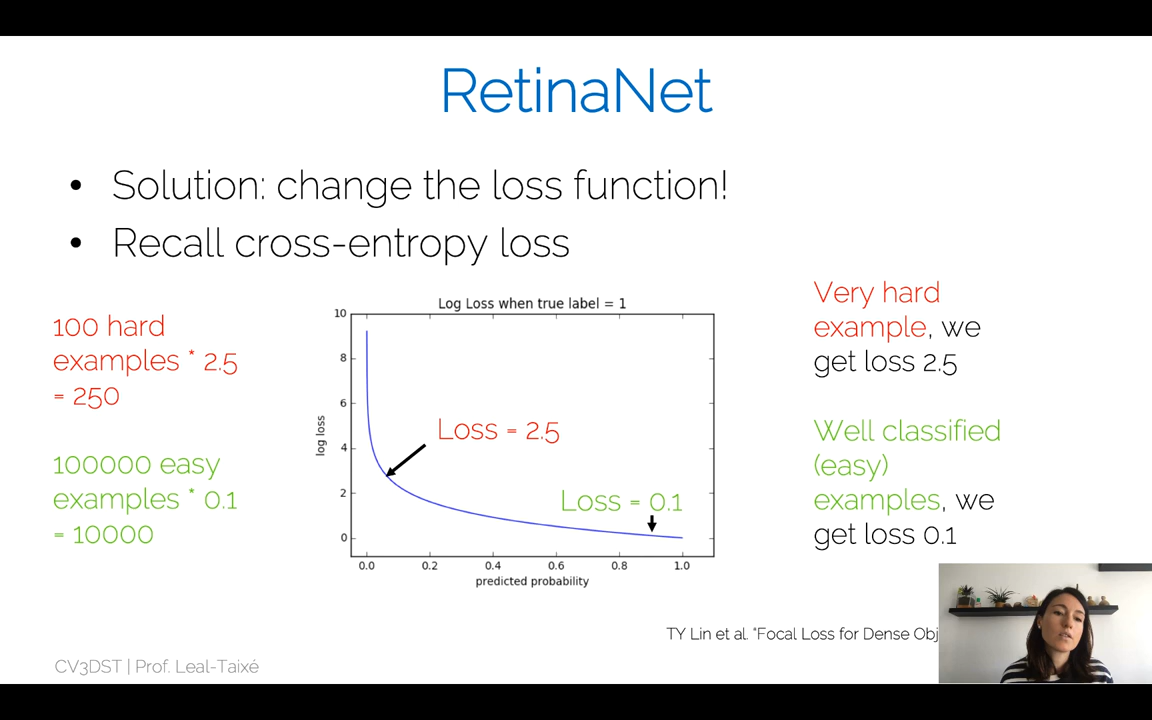 RetinaNet
• Solution: change the loss function!
• Recall cross-entropy loss
100 hard
examples * 2.5
= 250
100000 easy
examples * 0.1
= 10000
Log Loss when true label = 1
10
8
6
4
2
0
log loss
Loss = 2.5
Loss = 0.1
0.0 0.2 0.4 0.6 0.8 1.0
predicted probability
Very hard
example, we
get loss 2.5
Well classified
(easy)
examples, we
get loss 0.1
TY Lin et al. "Focal Loss for Dense Obj
CV3DST | Prof. Leal-Taixé